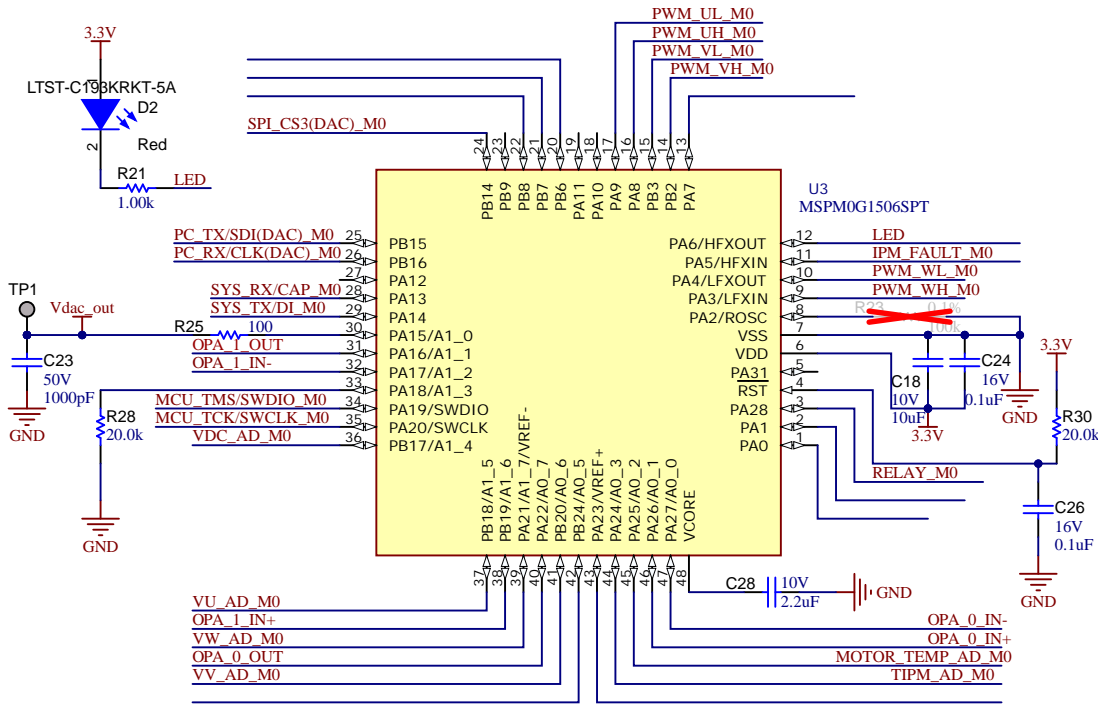 3.3V
1
LTST-C193KRKT-5A
D2
2
Red
R21
1.00k
LED
PWM_UL_M0
PWM_UH_M0
PWM_VL_M0
PWM_VH_M0
SPI_CS3(DAC)_M0
24 23 22 21 20 19 18 17 16 15 14 13
PB14 PB9 PB8 PB7 PB6 PA11 PA10 PA9 PA8 PB3 PB2 PA7
U3
MSPM0G1506SPT
PC_TX/SDI(DAC)_M0 25 PB15
PC_RX/CLK(DAC)_M0 26 PB16
27 PA12
SYS_RX/CAP_M0 28 PA13
SYS_TX/DI_M0 29 PA14
R25 100 30 PA15/A1_0
OPA_1_OUT 31 PA16/A1_1
OPA_1_IN- 32 PA17/A1_2
33 PA18/A1_3
MCU_TMS/SWDIO_M0 34 PA19/SWDIO
MCU_TCK/SWCLK_M0 35 PA20/SWCLK
VDC_AD_M0 36 PB17/A1_4
TP1
Vdac_out
C23
50V
1000pF
GND
R28
20.0k
GND
PA6/HFXOUT 12 LED
PA5/HFXIN 11 IPM_FAULT_M0
PA4/LFXOUT 10 PWM_WL_M0
PA3/LFXIN 9 PWM_WH_M0
PA2/ROSC 8 R23 0.1%
100k
VSS 7
VDD 6
PA31 5
RST 4
PA28 3
PA1 2
PA0 1
C18
10V
10uF
C24
16V
0.1uF
3.3V
GND
3.3V
R30
20.0k
RELAY_M0
C26
16V
0.1uF
GND
PB18/A1_5 PB19/A1_6 PA21/A1_7/VREF- PA22/A0_7 PB20/A0_6 PB24/A0_5 PA23/VREF+ PA24/A0_3 PA25/A0_2 PA26/A0_1 PA27/A0_0 VCORE
37 38 39 40 41 42 43 44 45 46 47 48
C28 10V
2.2uF
GND
VU_AD_M0
OPA_1_IN+
VW_AD_M0
OPA_0_OUT
VV_AD_M0
OPA_0_IN-
OPA_0_IN+
MOTOR_TEMP_AD_M0
TIPM_AD_M0